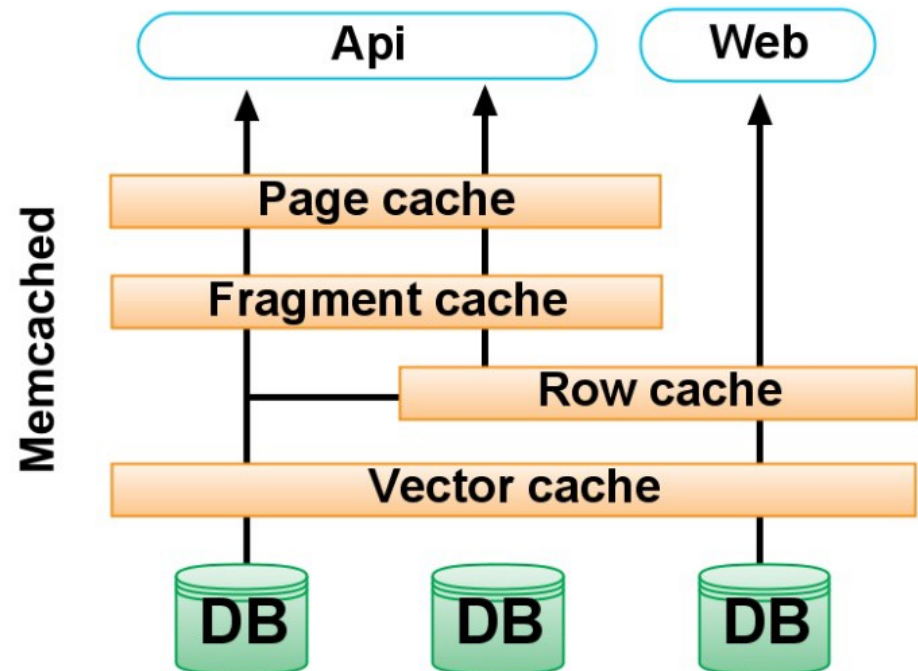 Api
Web
Memcached
Page cache
Fragment cache
Row cache
Vector cache
DB
DB
DB